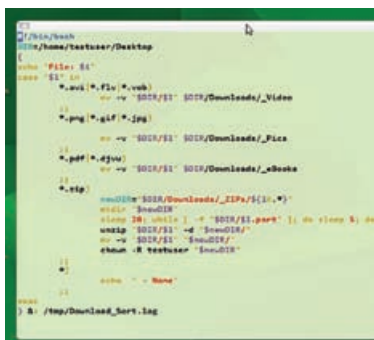 #!/bin/bash
DIR=/home/testuser/Desktop
{
echo "File: $1"
case "$1" in
*.avi|*.flv|*.vob)
mv -v "$DIR/$1" $DIR/Downloads/_Video
;;
*.png|*.gif|*.jpg)
mv -v "$DIR/$1" $DIR/Downloads/_Pics
;;
*.pdf|*.djvu)
mv -v "$DIR/$1" $DIR/Downloads/_eBooks
;;
*.zip)
newDIR="$DIR/Downloads/_ZIPs/${1%.*}"
mkdir "$newDIR"
sleep 20; while [ -f "$DIR/$1.part" ]; do sleep 5; do
unzip "$DIR/$1" -d "$newDIR/"
mv -v "$DIR/$1" "$newDIR/"
chown -R testuser "$newDIR/"
;;
*)
echo " - None"
;;
esac
} &> /tmp/Download_Sort.log